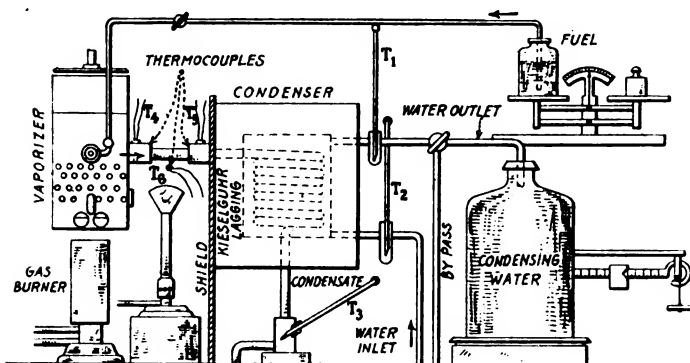 FUEL
THERMOCOUPLES
T1
CONDENSER
WATER OUTLET
T4
T5
VAPORIZER
T6
T2
KIESELGUHR
LAGGING
SHIELD
BY PASS
CONDENSING
WATER
GAS
BURNER
CONDENSATE
T3
WATER
INLET